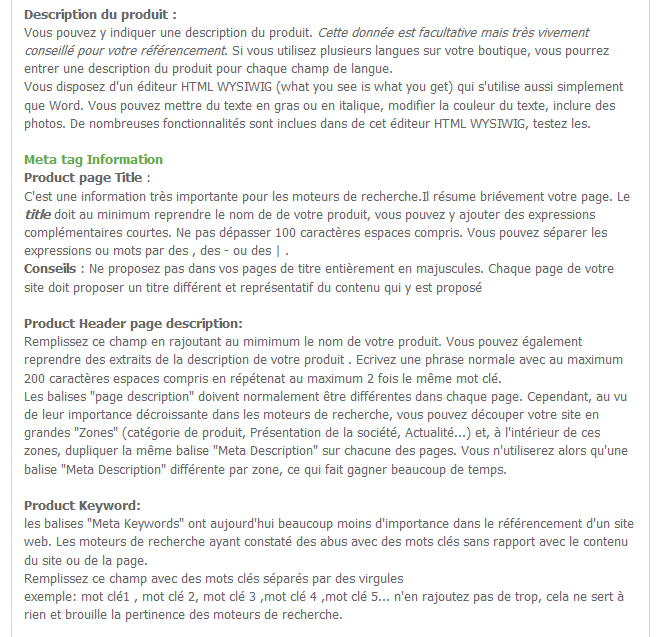 Description du produit :
Vous pouvez y indiquer une description du produit. Cette donnée est facultative mais très vivement
conseillé pour votre référencement. Si vous utilisez plusieurs langues sur votre boutique, vous pourrez
entrer une description du produit pour chaque champ de langue.
Vous disposez d'un éditeur HTML WYSIWIG (what you see is what you get) qui s'utilise aussi simplement
que Word. Vous pouvez mettre du texte en gras ou en italique, modifier la couleur du texte, inclure des
photos. De nombreuses fonctionnalités sont inclues dans de cet éditeur HTML WYSIWIG, testez les.
Meta tag Information
Product page Title :
C'est une information très importante pour les moteurs de recherche.Il résume briévement votre page. Le
title doit au minimum reprendre le nom de de votre produit, vous pouvez y ajouter des expressions
complémentaires courtes. Ne pas dépasser 100 caractères espaces compris. Vous pouvez séparer les
expressions ou mots par des , des - ou des | .
Conseils : Ne proposez pas dans vos pages de titre entièrement en majuscules. Chaque page de votre
site doit proposer un titre différent et représentatif du contenu qui y est proposé
Product Header page description:
Remplissez ce champ en rajoutant au mimimum le nom de votre produit. Vous pouvez également
reprendre des extraits de la description de votre produit . Ecrivez une phrase normale avec au maximum
200 caractères espaces compris en répétenat au maximum 2 fois le même mot clé.
Les balises "page description" doivent normalement être différentes dans chaque page. Cependant, au vu
de leur importance décroissante dans les moteurs de recherche, vous pouvez découper votre site en
grandes "Zones" (catégorie de produit, Présentation de la société, Actualité...) et, à l'intérieur de ces
zones, dupliquer la même balise "Meta Description" sur chacune des pages. Vous n'utiliserez alors qu'une
balise "Meta Description" différente par zone, ce qui fait gagner beaucoup de temps.
Product Keyword:
les balises "Meta Keywords" ont aujourd'hui beaucoup moins d'importance dans le référencement d'un site
web. Les moteurs de recherche ayant constaté des abus avec des mots clés sans rapport avec le contenu
du site ou de la page.
Remplissez ce champ avec des mots clés séparés par des virgules
exemple: mot clé1 , mot clé 2, mot clé 3 ,mot clé 4 ,mot clé 5... n'en rajoutez pas de trop, cela ne sert à
rien et brouille la pertinence des moteurs de recherche.